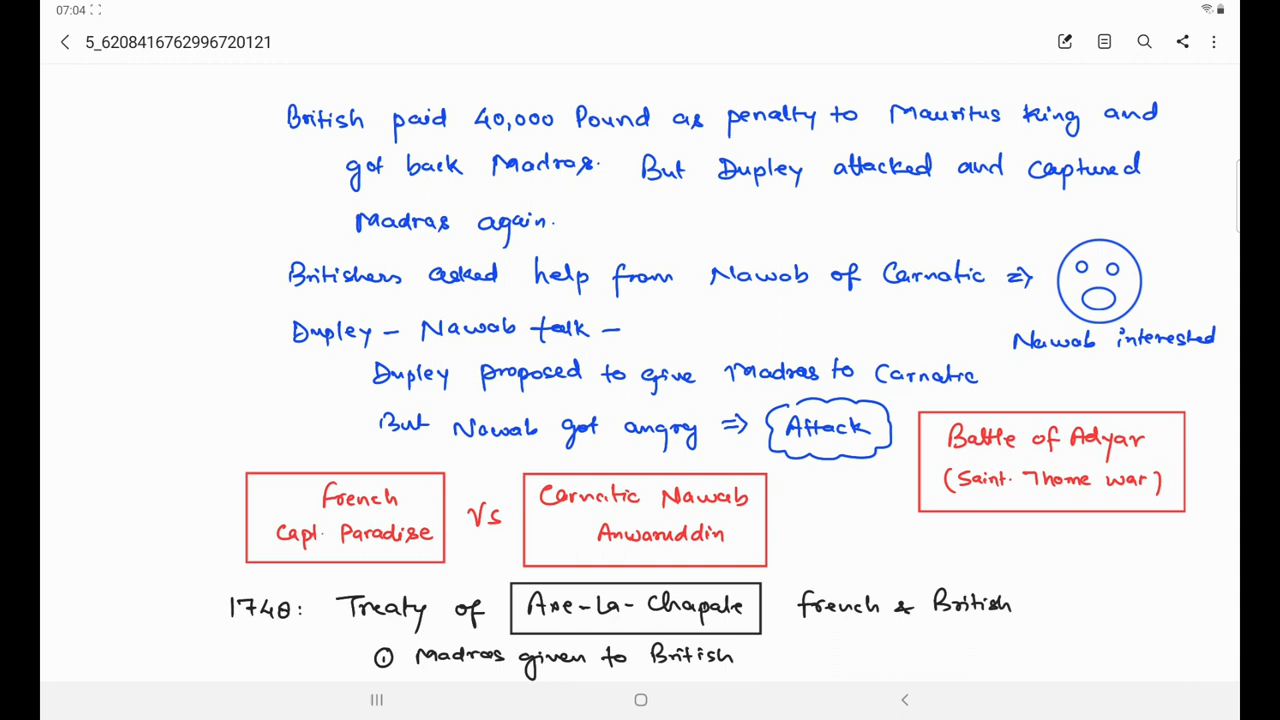 07:04
5_6208416762996720121
British paid 40,000 Pound as penalty to Mauritus King and
got back Madras. But Dupley attacked and captured
Madras again.
Britishers asked help from Nawab of Carnatic ⇒
Nawab interested
Dupley - Nawab talk -
Dupley proposed to give Madras to Carnatic
But Nawab got angry ⇒ Attack
Battle of Adyar
(Saint. Thome war)
French
Capt. Paradise
Vs
Carnatic Nawab
Anwaruddin
1748: Treaty of Axe-La-Chapale French & British
① Madras given to British